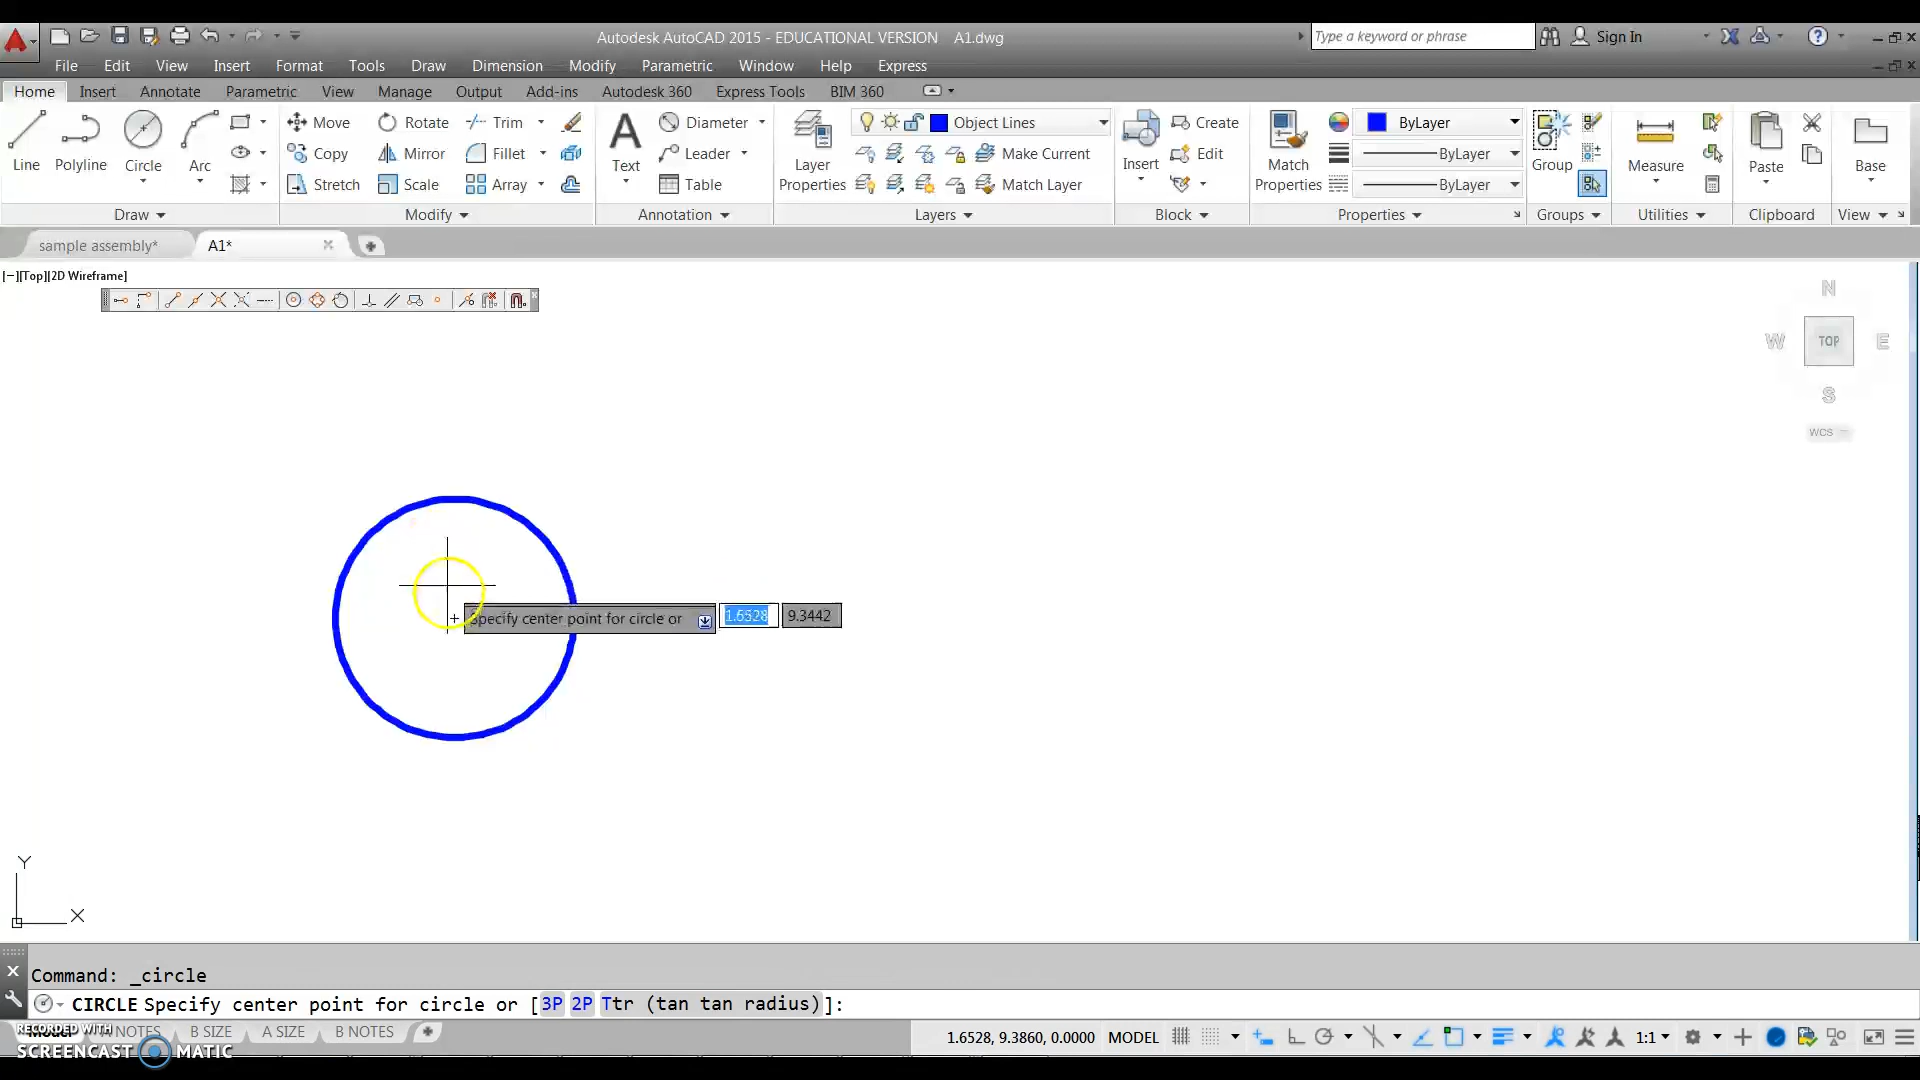 Autodesk AutoCAD 2015 - EDUCATIONAL VERSION A1.dwg
Type a keyword or phrase
Sign In
File Edit View Insert Format Tools Draw Dimension Modify Parametric Window Help Express
Home Insert Annotate Parametric View Manage Output Add-ins Autodesk 360 Express Tools BIM 360
Line Polyline Circle Arc
Draw
Move Rotate Trim
Copy Mirror Fillet
Stretch Scale Array
Modify
Text
Diameter
Leader
Table
Annotation
Layer Properties
Object Lines
Make Current
Match Layer
Layers
Insert
Create
Edit
Block
Match Properties
ByLayer
ByLayer
ByLayer
Properties
Group
Groups
Measure
Utilities
Paste
Clipboard
Base
View
sample assembly* A1*
[−][Top][2D Wireframe]
N
W TOP E
S
WCS
Specify center point for circle or 1.6528 9.3442
Y
X
Command: _circle
CIRCLE Specify center point for circle or [3P 2P Ttr (tan tan radius)]:
Model A NOTES B SIZE A SIZE B NOTES
1.6528, 9.3860, 0.0000 MODEL 1:1
RECORDED WITH
SCREENCAST MATIC